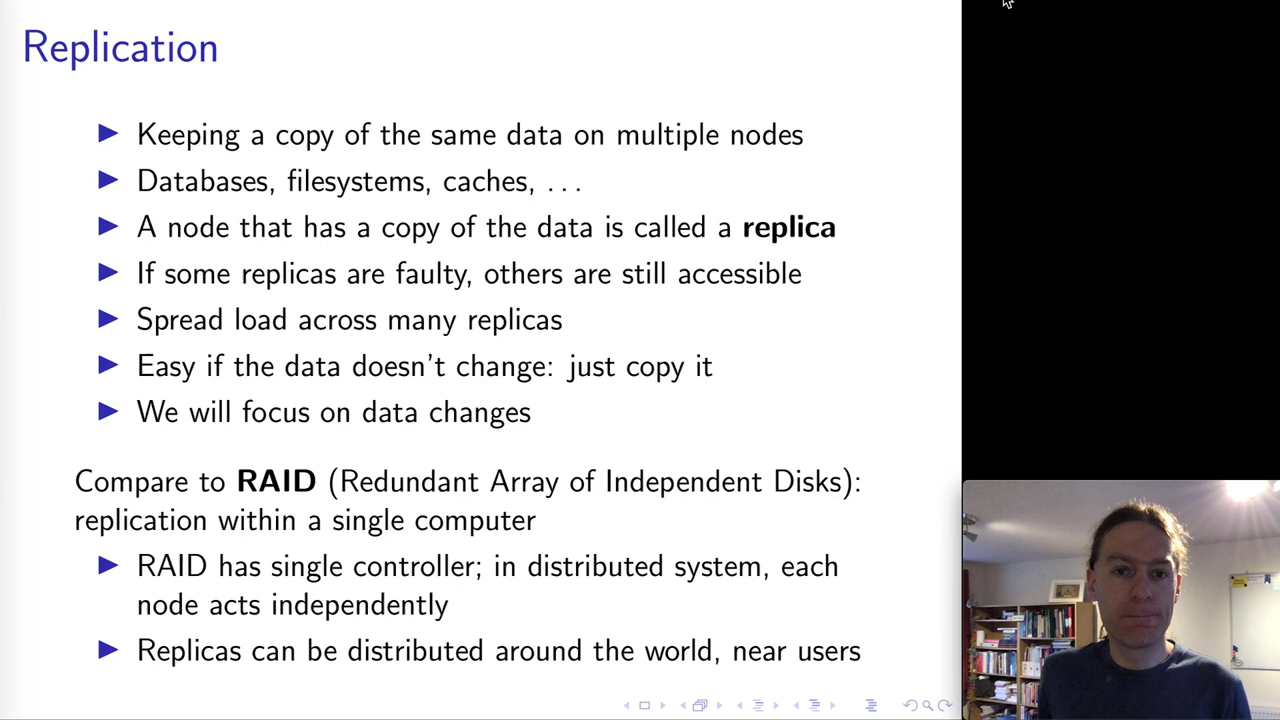 Replication
▶ Keeping a copy of the same data on multiple nodes
▶ Databases, filesystems, caches, . . .
▶ A node that has a copy of the data is called a replica
▶ If some replicas are faulty, others are still accessible
▶ Spread load across many replicas
▶ Easy if the data doesn't change: just copy it
▶ We will focus on data changes
Compare to RAID (Redundant Array of Independent Disks):
replication within a single computer
▶ RAID has single controller; in distributed system, each
node acts independently
▶ Replicas can be distributed around the world, near users